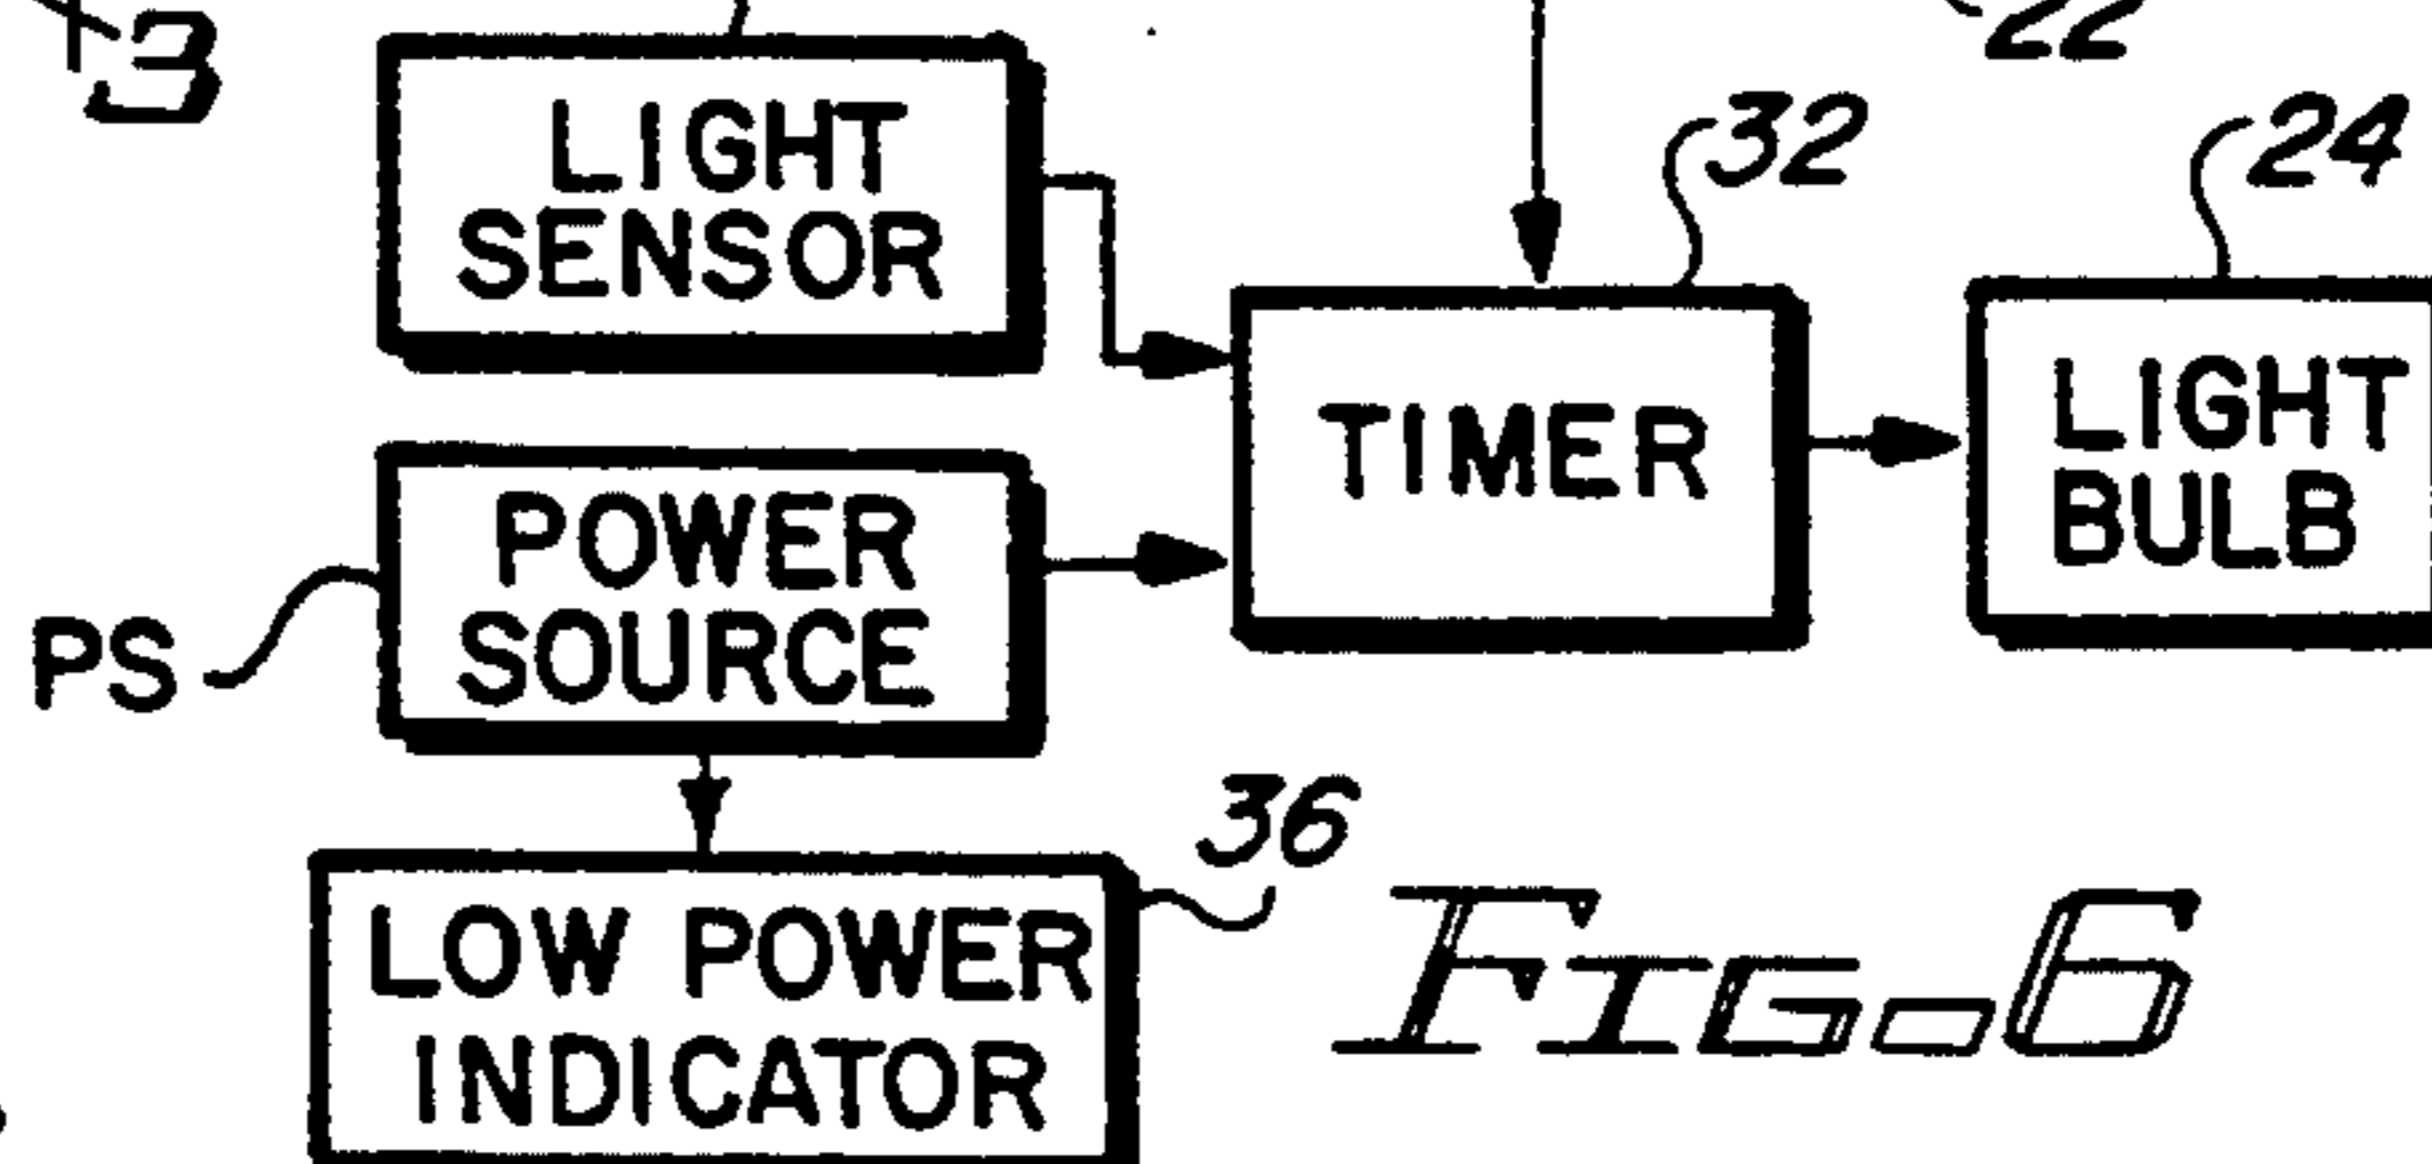 3
22
LIGHT
SENSOR
32
24
TIMER
LIGHT
BULB
POWER
SOURCE
PS
36
LOW POWER
INDICATOR
FIG. 6